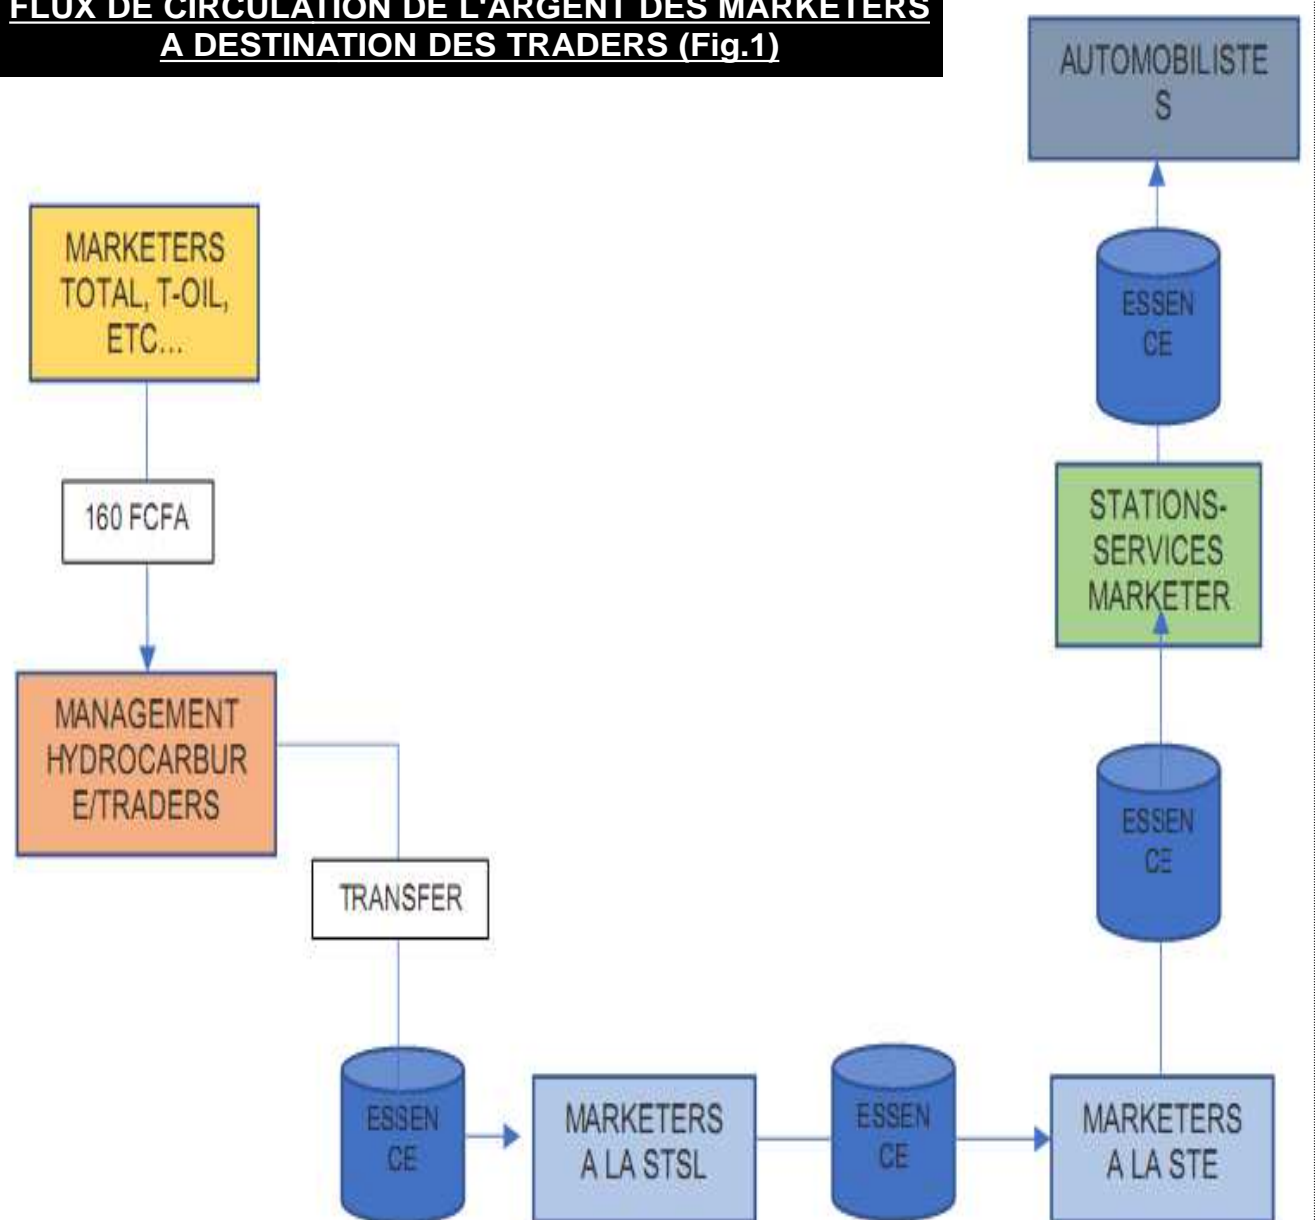 FLUX DE CIRCULATION DE L'ARGENT DES MARKETERS
A DESTINATION DES TRADERS (Fig.1)
AUTOMOBILISTE
S
MARKETERS
TOTAL, T-OIL,
ETC...
ESSEN
CE
160 FCFA
STATIONS-
SERVICES
MARKETER
MANAGEMENT
HYDROCARBUR
E/TRADERS
ESSEN
CE
TRANSFER
ESSEN
CE
MARKETERS
A LA STSL
ESSEN
CE
MARKETERS
A LA STE